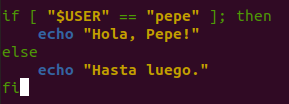 if [ "$USER" == "pepe" ]; then
    echo "Hola, Pepe!"
else
    echo "Hasta luego."
fi